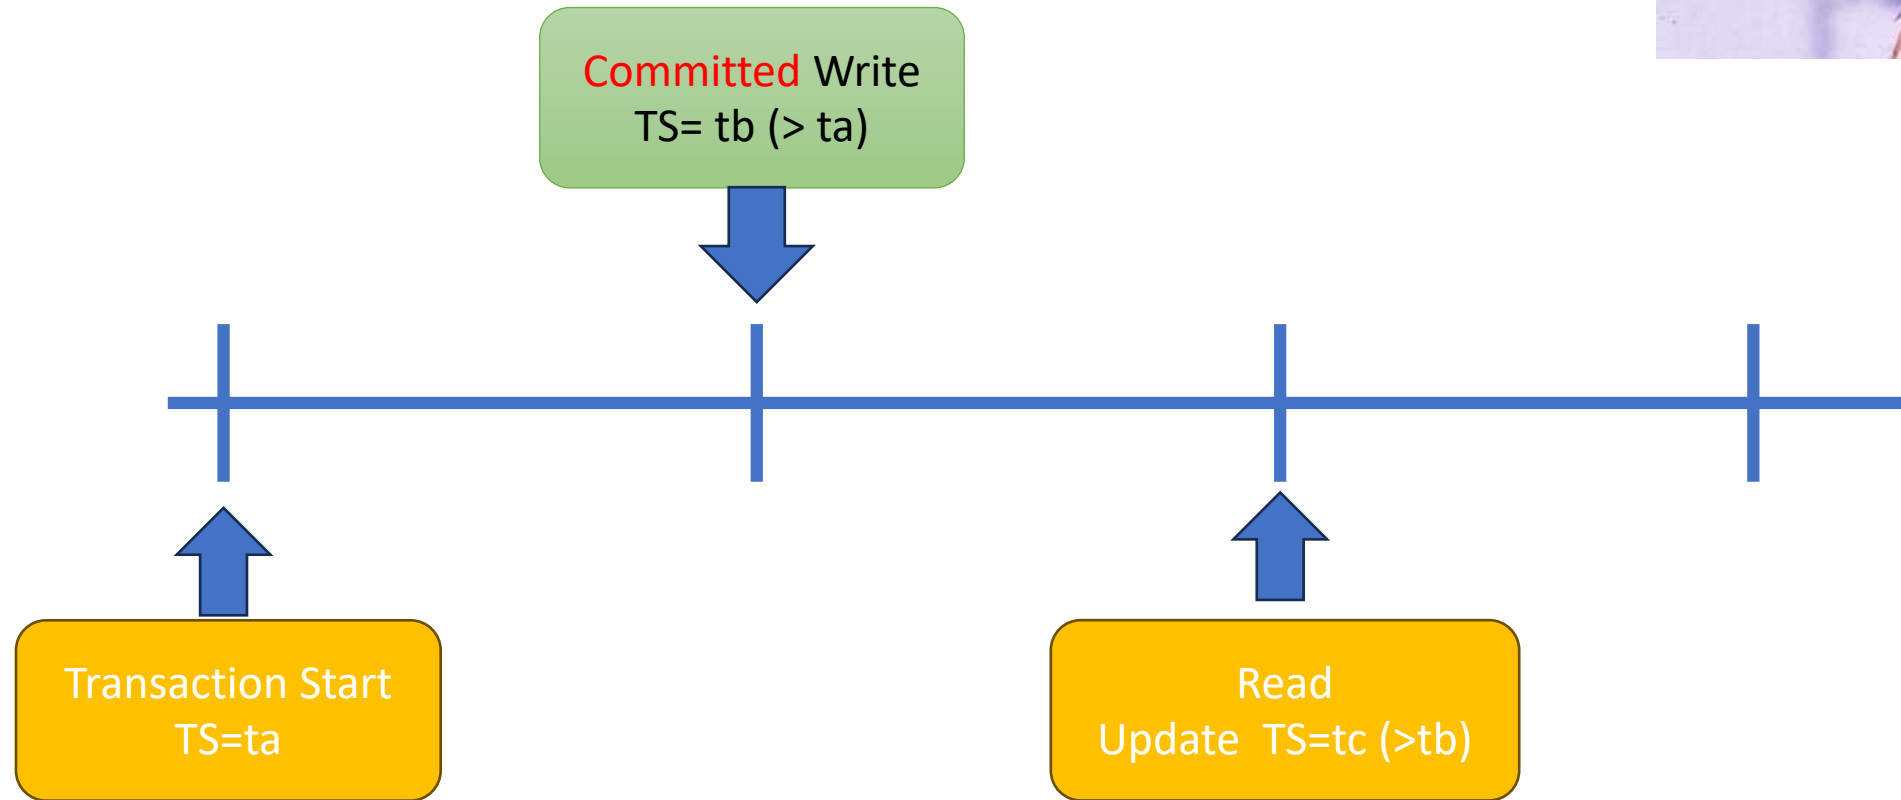 Committed Write
TS= tb (> ta)
Transaction Start
TS=ta
Read
Update  TS=tc (>tb)